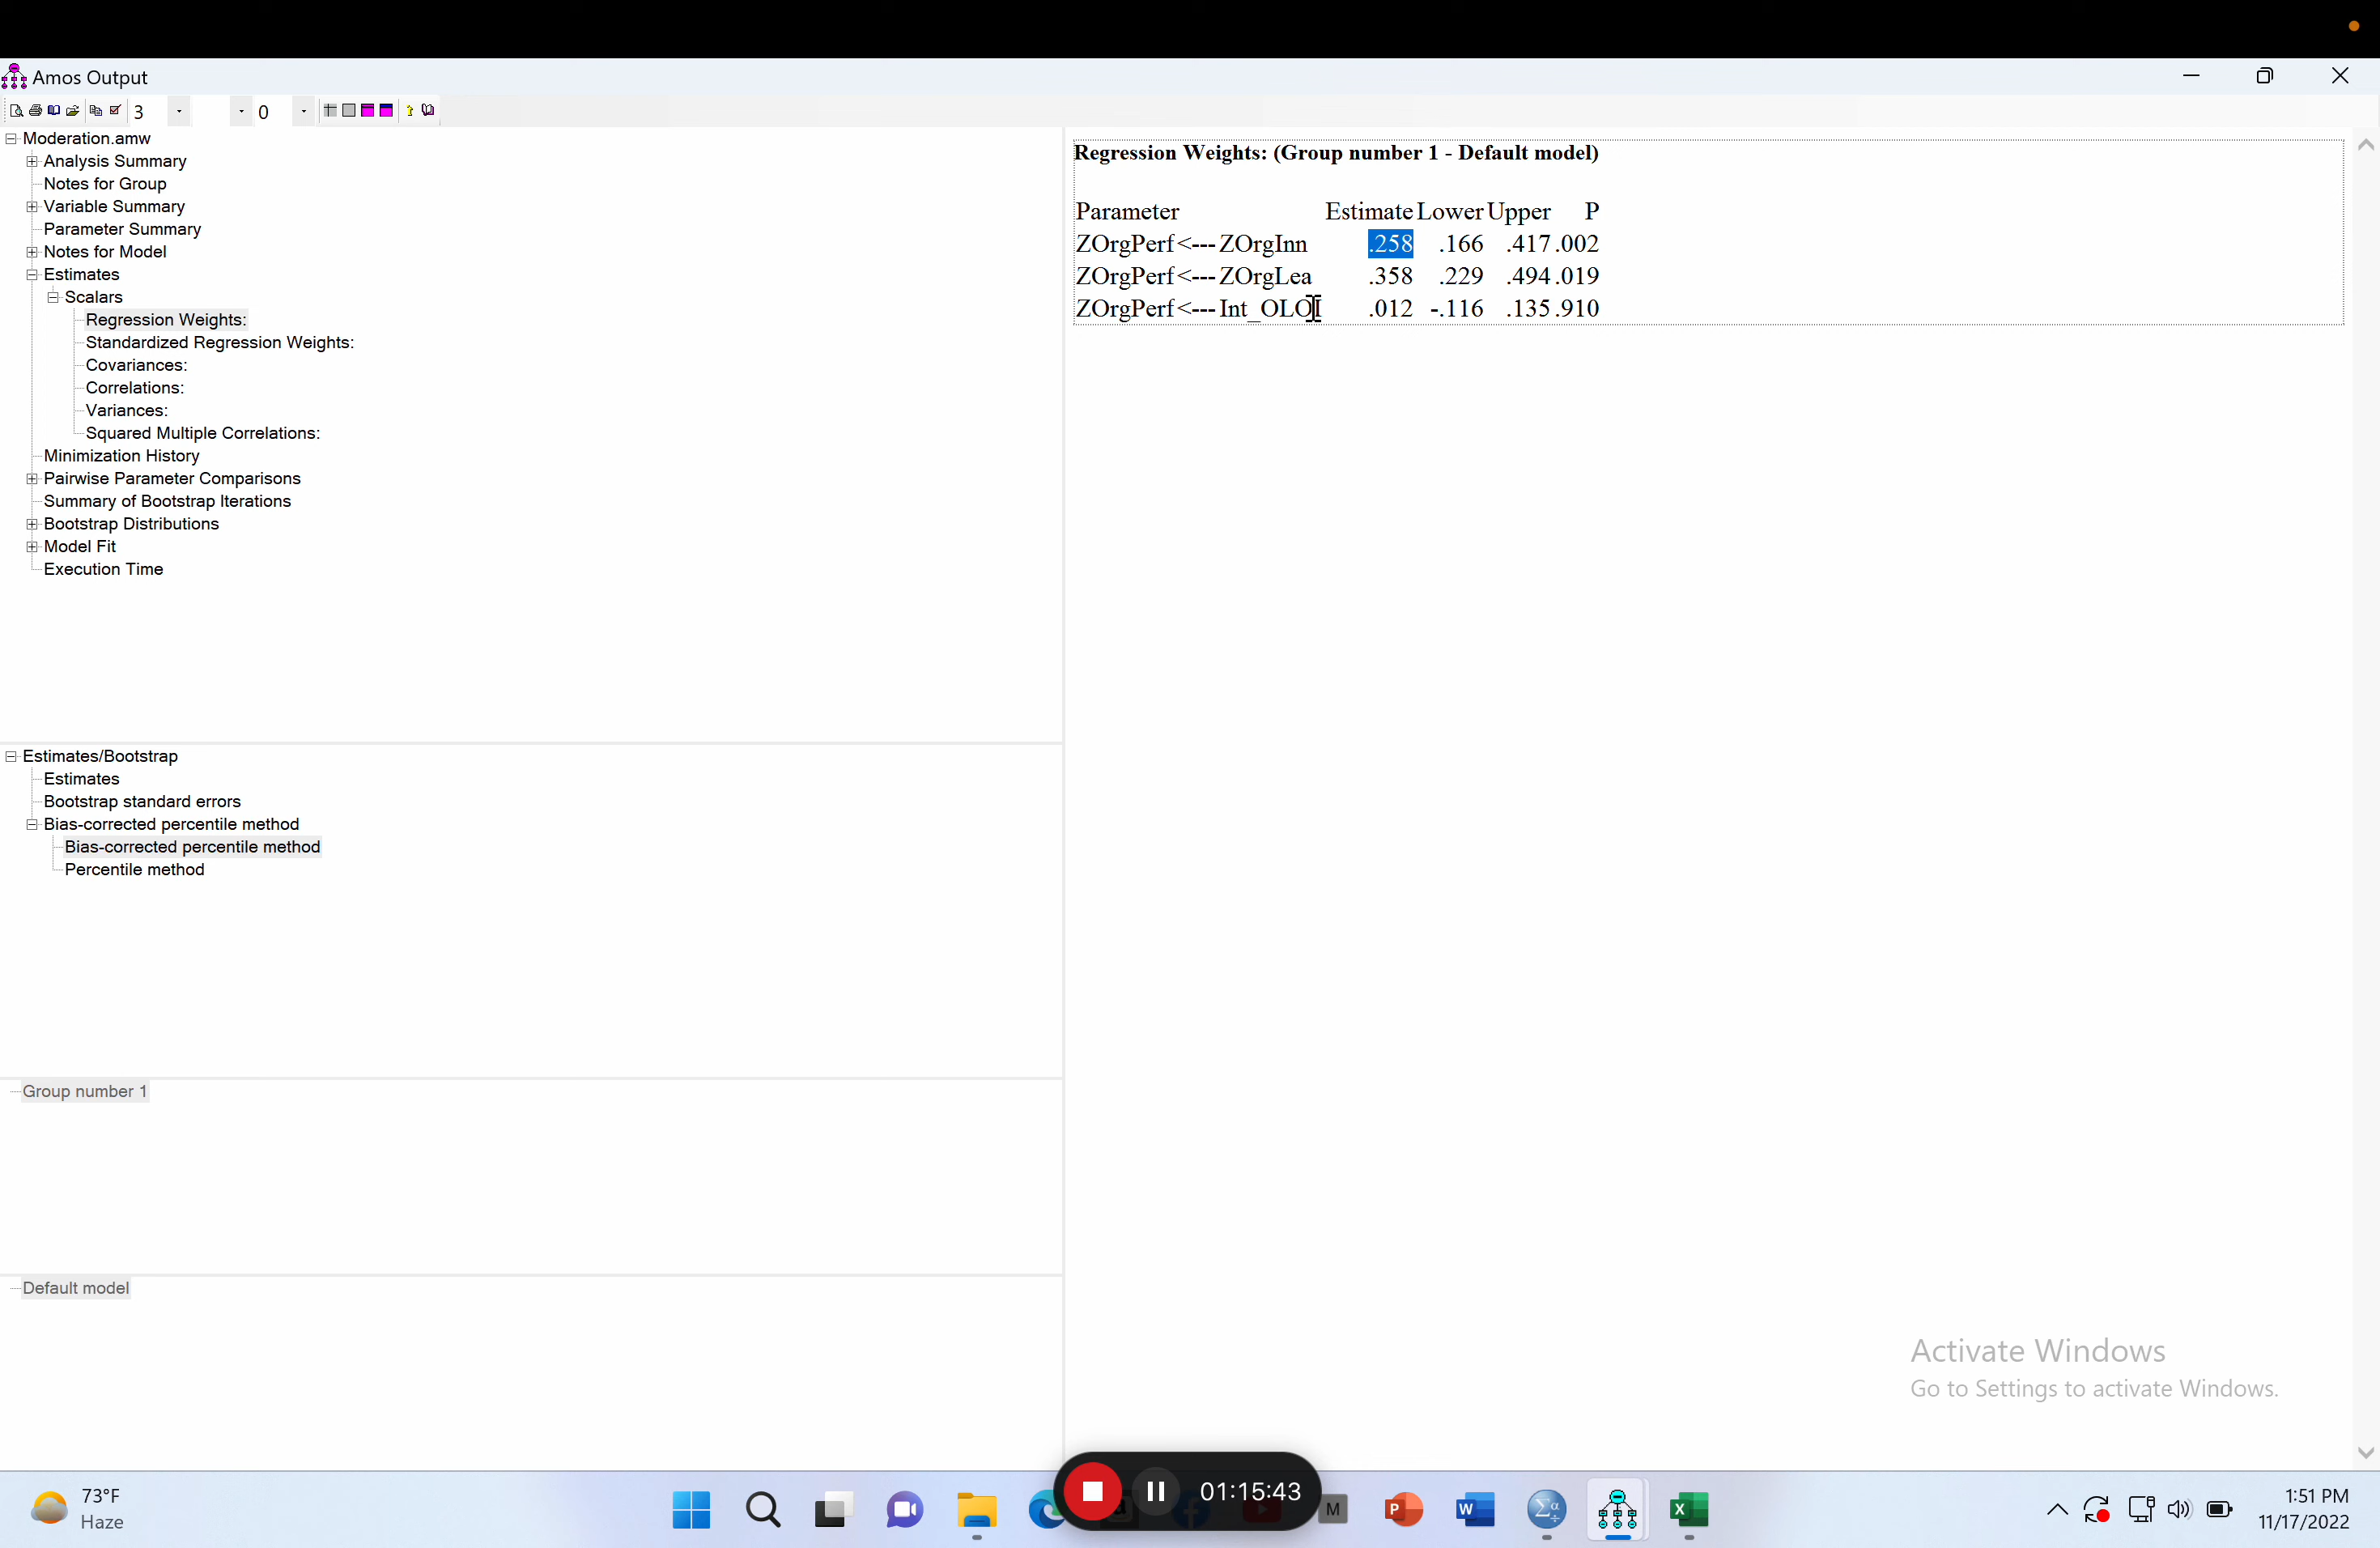 Amos Output
3 0
Moderation.amw
Analysis Summary
Notes for Group
Variable Summary
Parameter Summary
Notes for Model
Estimates
Scalars
Regression Weights:
Standardized Regression Weights:
Covariances:
Correlations:
Variances:
Squared Multiple Correlations:
Minimization History
Pairwise Parameter Comparisons
Summary of Bootstrap Iterations
Bootstrap Distributions
Model Fit
Execution Time
Estimates/Bootstrap
Estimates
Bootstrap standard errors
Bias-corrected percentile method
Bias-corrected percentile method
Percentile method
Group number 1
Default model
Regression Weights: (Group number 1 - Default model)
Parameter Estimate Lower Upper P
ZOrgPerf <--- ZOrgInn .258 .166 .417 .002
ZOrgPerf <--- ZOrgLea .358 .229 .494 .019
ZOrgPerf <--- Int_OLOI .012 -.116 .135 .910
Activate Windows
Go to Settings to activate Windows.
73°F
Haze
01:15:43
M
P
W
Σα
X
1:51 PM
11/17/2022